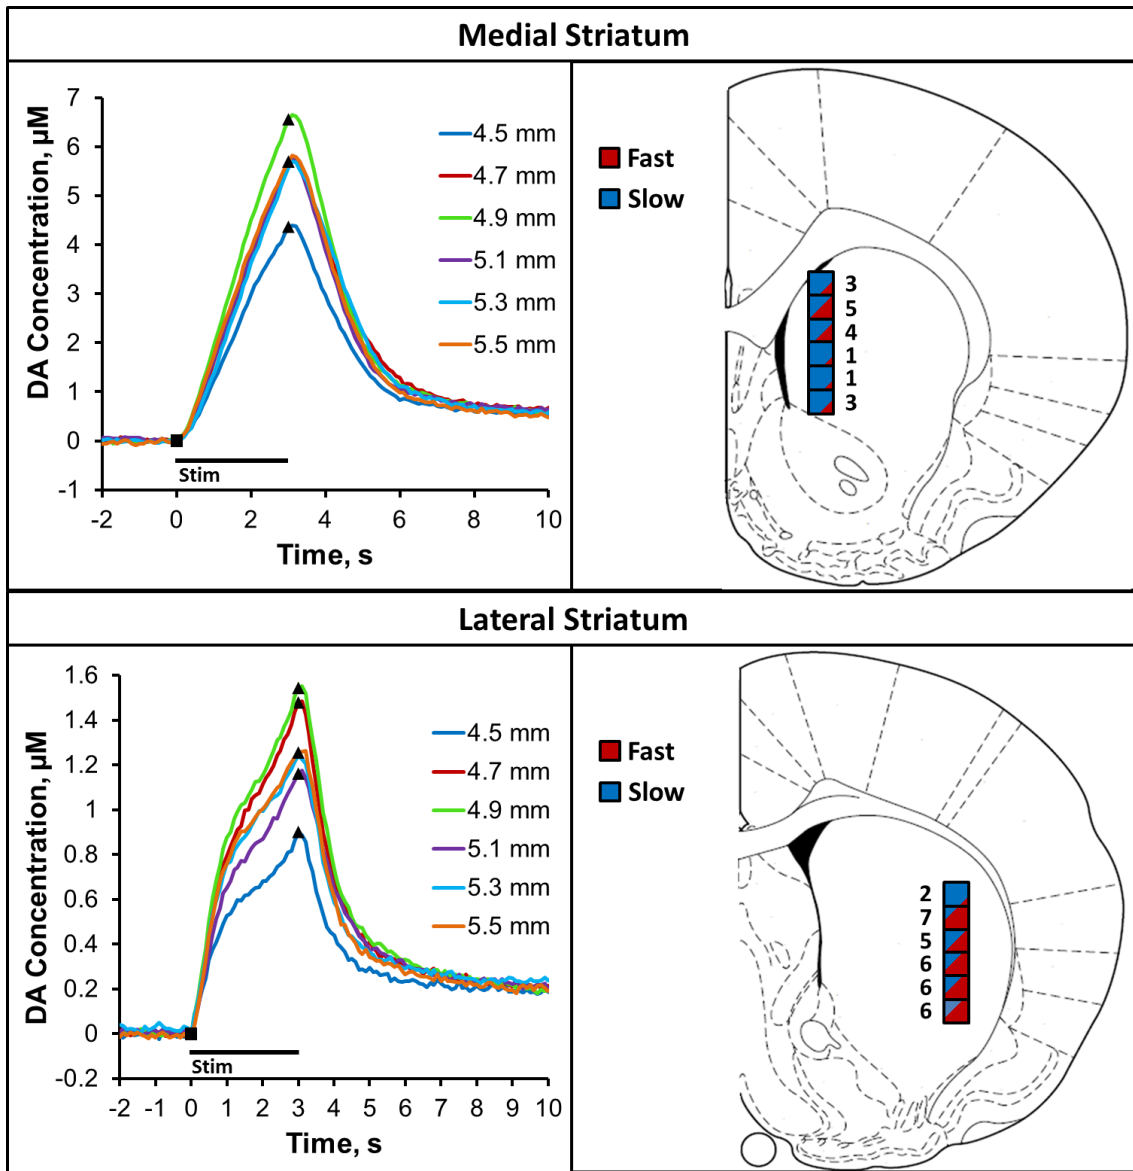 Medial Striatum
DA Concentration, µM
7
6
5
4
3
2
1
0
-1
-2 0 2 4 6 8 10
Time, s
Stim
4.5 mm
4.7 mm
4.9 mm
5.1 mm
5.3 mm
5.5 mm
Fast
Slow
3
5
4
1
1
3
Lateral Striatum
DA Concentration, µM
1.6
1.4
1.2
1
0.8
0.6
0.4
0.2
0
-0.2
-2 -1 0 1 2 3 4 5 6 7 8 9 10
Time, s
Stim
4.5 mm
4.7 mm
4.9 mm
5.1 mm
5.3 mm
5.5 mm
Fast
Slow
2
7
5
6
6
6